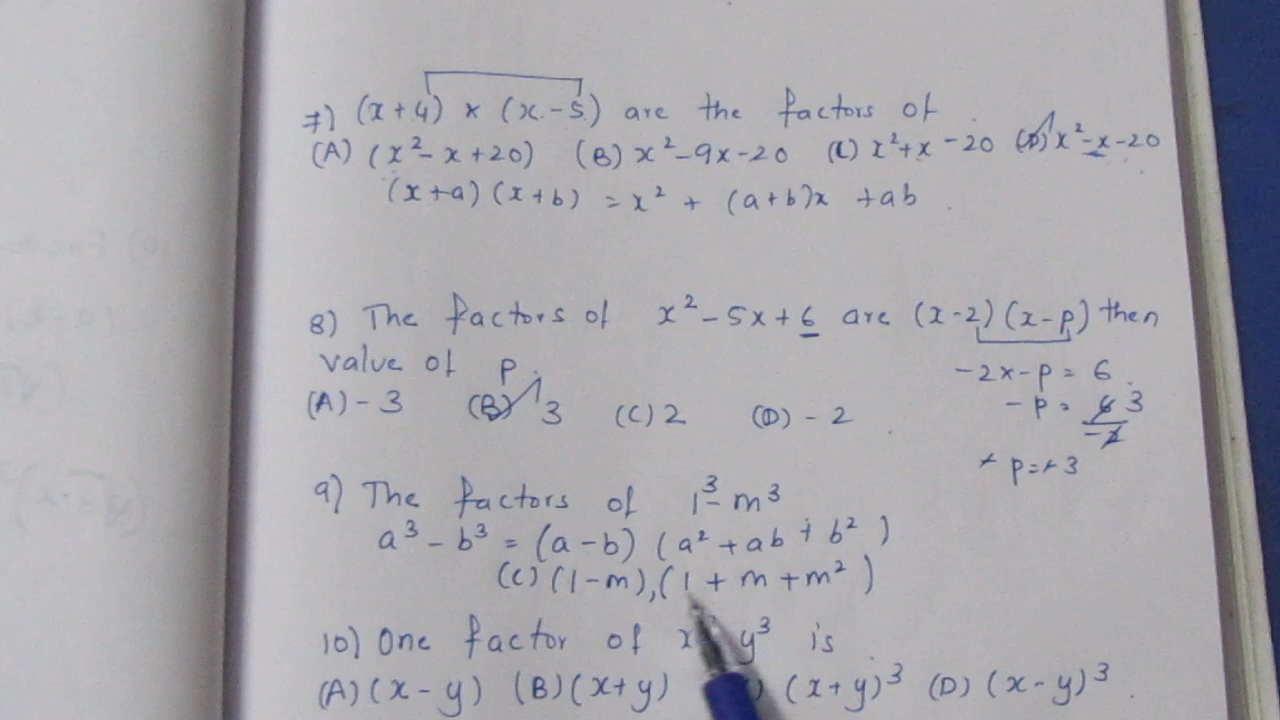 7) (x+4) × (x-5) are the factors of
(A) (x²-x+20) (B) x²-9x-20 (C) x²+x-20 (D) x²-x-20
(x+a)(x+b) = x² + (a+b)x + ab
8) The factors of x²-5x+6 are (x-2)(x-p) then
value of p.
-2x-p = 6.
(A) -3 (B) 3 (C) 2 (D) -2
-p = 6 3
-2
p = +3
9) The factors of 1³-m³
a³-b³ = (a-b) (a²+ab+b²)
(C) (1-m),(1+m+m²)
10) One factor of x y³ is
(A) (x-y) (B) (x+y) ) (x+y)³ (D) (x-y)³